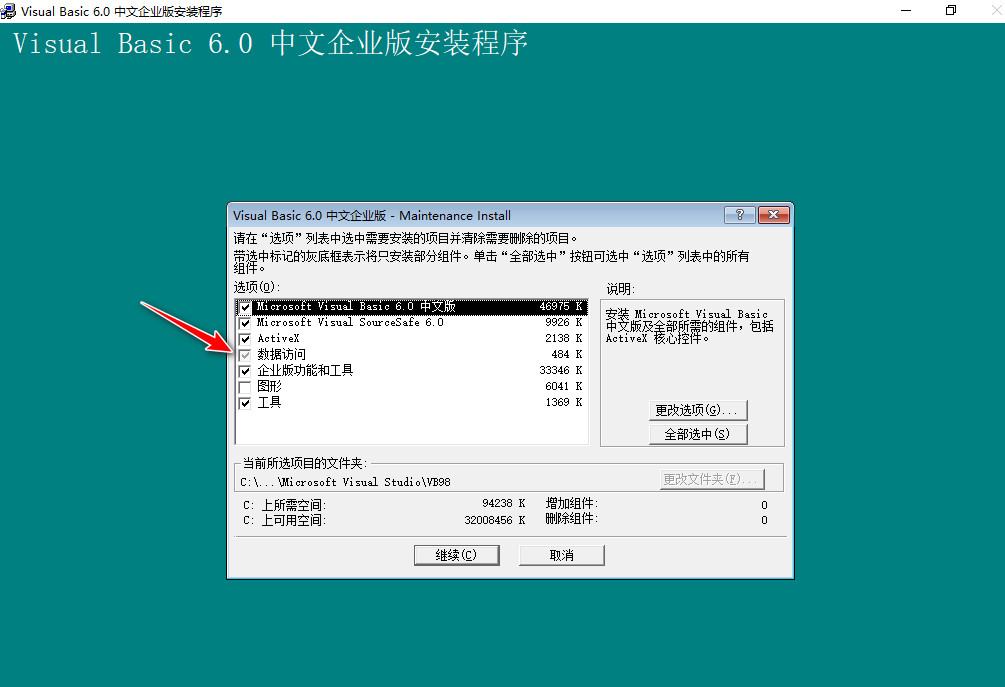 Visual Basic 6.0 中文企业版安装程序
Visual Basic 6.0 中文企业版安装程序
Visual Basic 6.0 中文企业版 - Maintenance Install
请在“选项”列表中选中需要安装的项目并清除需要删除的项目。
带选中标记的灰底框表示将只安装部分组件。单击“全部选中”按钮可选中“选项”列表中的所有
组件。
选项(O):
说明:
Microsoft Visual Basic 6.0 中文版 46975 K
Microsoft Visual SourceSafe 6.0 9926 K
ActiveX 2138 K
数据访问 484 K
企业版功能和工具 33346 K
图形 6041 K
工具 1369 K
安装 Microsoft Visual Basic
中文版及全部所需的组件，包括
ActiveX 核心控件。
更改选项(G)...
全部选中(S)
当前所选项目的文件夹:
C:\...\Microsoft Visual Studio\VB98
更改文件夹(F)...
C: 上所需空间: 94238 K 增加组件: 0
C: 上可用空间: 32008456 K 删除组件: 0
继续(C)
取消